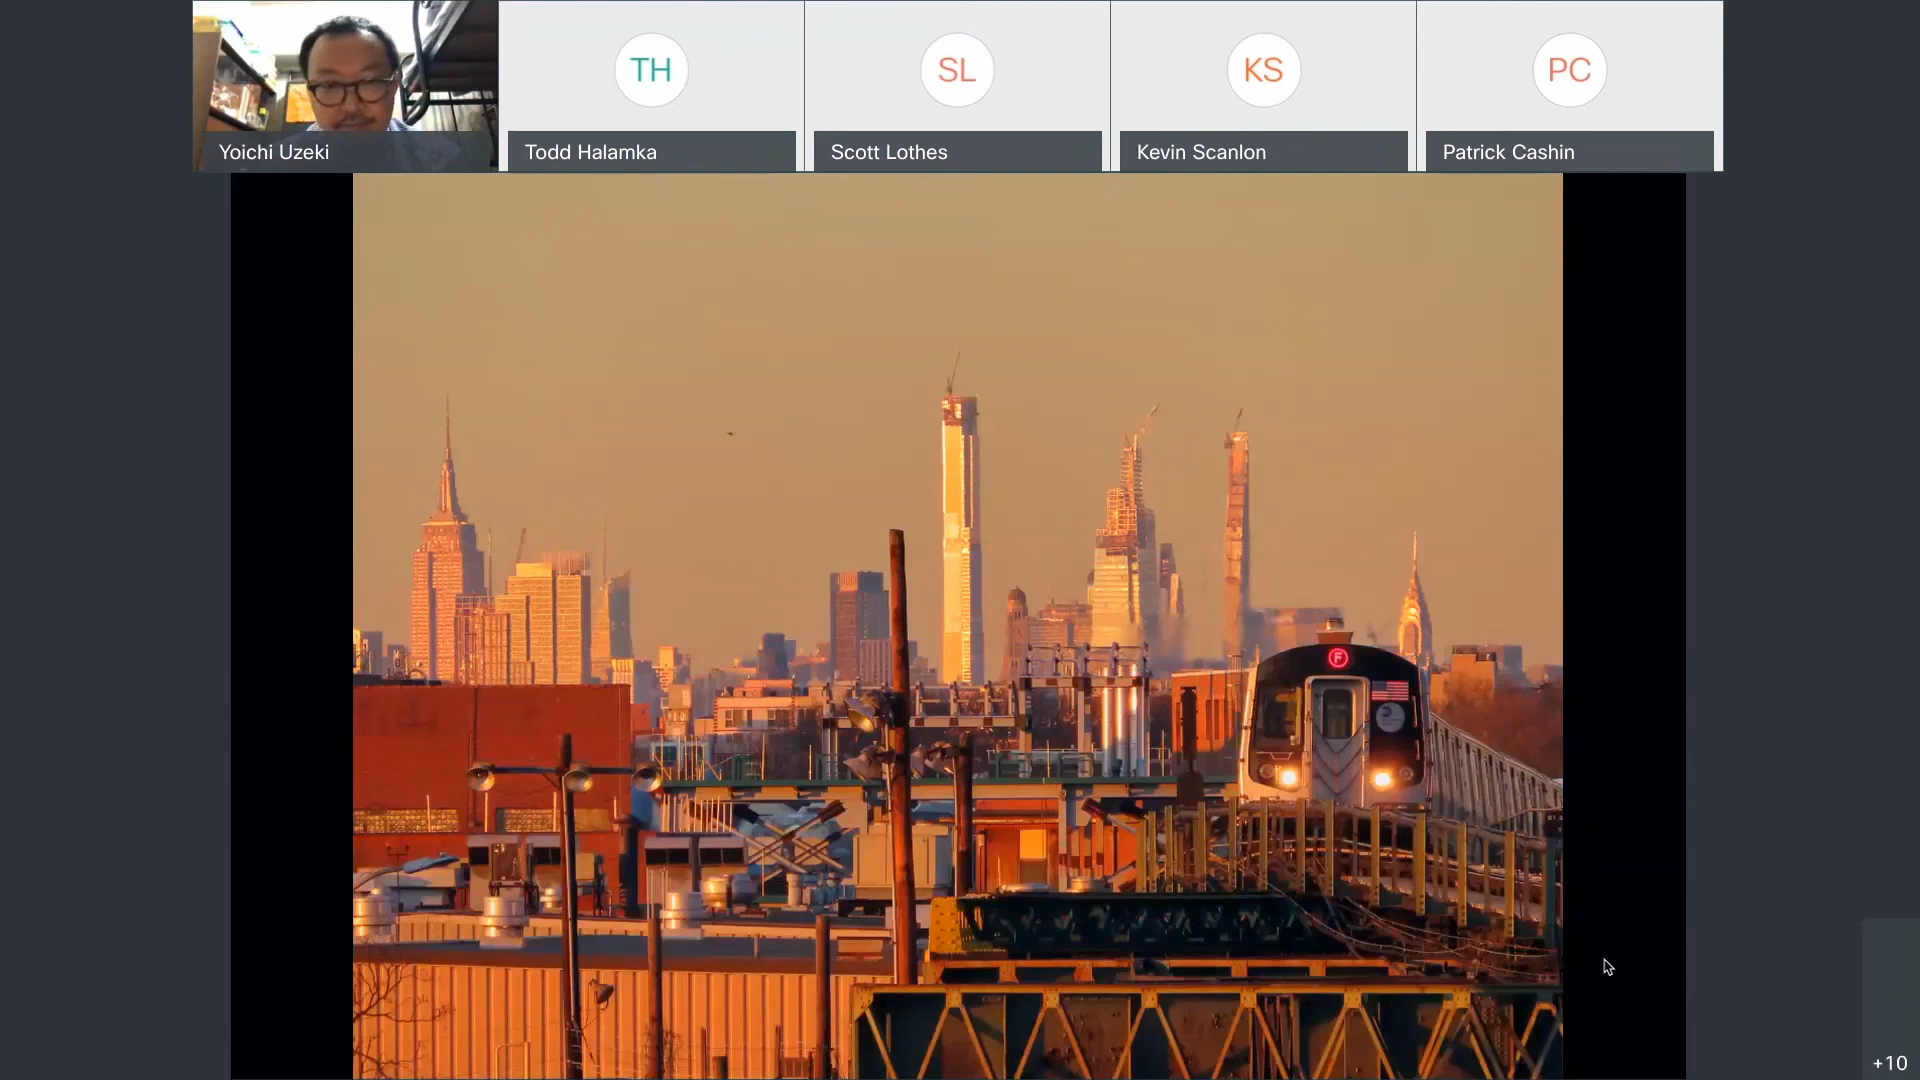 TH
SL
KS
PC
Yoichi Uzeki
Todd Halamka
Scott Lothes
Kevin Scanlon
Patrick Cashin
F
+10